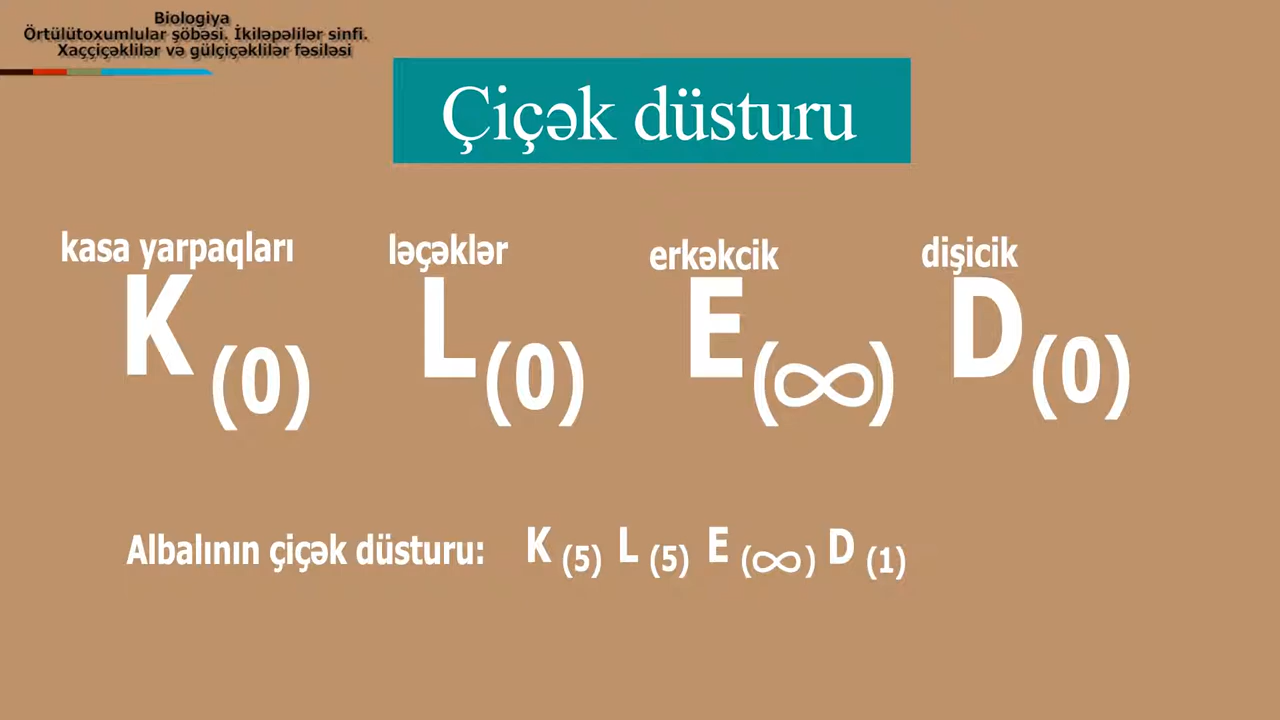 Biologiya
Örtülütoxumlular şöbəsi. İkiləpəlilər sinfi.
Xaççiçəklilər və gülçiçəklilər fəsiləsi
Çiçək düsturu
kasa yarpaqları ləçəklər erkəkcik dişicik
K (0) L (0) E (∞) D (0)
Albalının çiçək düsturu: K (5) L (5) E (∞) D (1)